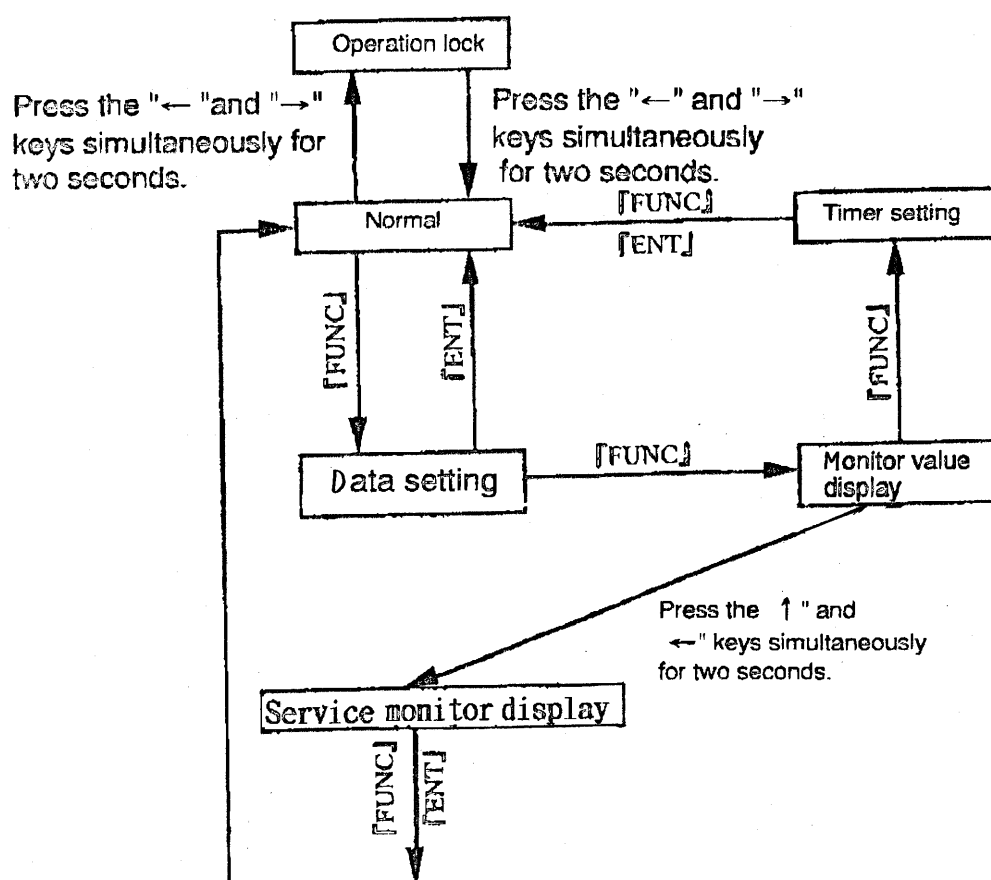 Operation lock
Press the "← "and "→"
keys simultaneously for
two seconds.
Press the "←" and "→"
keys simultaneously
for two seconds.
Normal
『FUNC』
『ENT』
Timer setting
『FUNC』
『ENT』
『FUNC』
Data setting
『FUNC』
Monitor value
display
Press the ↑ " and
←" keys simultaneously
for two seconds.
Service monitor display
『FUNC』
『ENT』